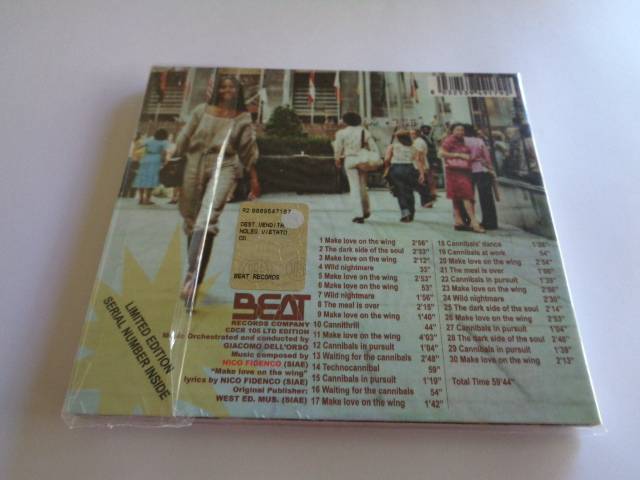 DEST. VENDITA
NOLEG. VIETATO
CD.
BEAT RECORDS
LIMITED EDITION
SERIAL NUMBER INSIDE
BEAT
RECORDS COMPANY
CDCR 105 LTD EDITION
Music Orchestrated and conducted by
GIACOMO DELL'ORSO
Music composed by
NICO FIDENCO (SIAE)
"Make love on the wing"
lyrics by NICO FIDENCO (SIAE)
Original Publisher:
WEST ED. MUS. (SIAE)
1 Make love on the wing 2'56"
2 The dark side of the soul 2'33"
3 Make love on the wing 2'12"
4 Wild nightmare 33"
5 Make love on the wing 2'53"
6 Make love on the wing 53"
7 Wild nightmare 1'56"
8 The meal is over 2'18"
9 Make love on the wing 1'40"
10 Cannithrill 44"
11 Make love on the wing 4'03"
12 Cannibals in pursuit 1'04"
13 Waiting for the cannibals 2'48"
14 Technocannibal 59"
15 Cannibals in pursuit 1'19"
16 Waiting for the cannibals 54"
17 Make love on the wing 1'42"
18 Cannibals' dance
19 Cannibals at work 54"
20 Make love on the wing 2'54"
21 The meal is over
22 Cannibals in pursuit 1'39"
23 Make love on the wing
24 Wild nightmare 2'30"
25 The dark side of the soul 2'14"
26 Make love on the wing 2'53"
27 Cannibals in pursuit 1'04"
28 The dark side of the soul 2'48"
29 Cannibals in pursuit 1'39"
30 Make love on the wing 2'13"
Total Time 59'44"